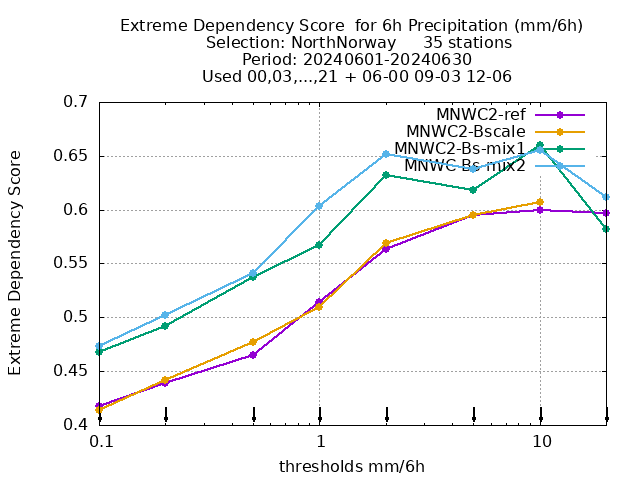 Extreme Dependency Score  for 6h Precipitation (mm/6h)
Selection: NorthNorway     35 stations
Period: 20240601-20240630
Used 00,03,...,21 + 06-00 09-03 12-06
Extreme Dependency Score
0.7
0.65
0.6
0.55
0.5
0.45
0.4
MNWC2-ref
MNWC2-Bscale
MNWC2-Bs-mix1
MNWC-Bs-mix2
0.1
1
10
thresholds mm/6h